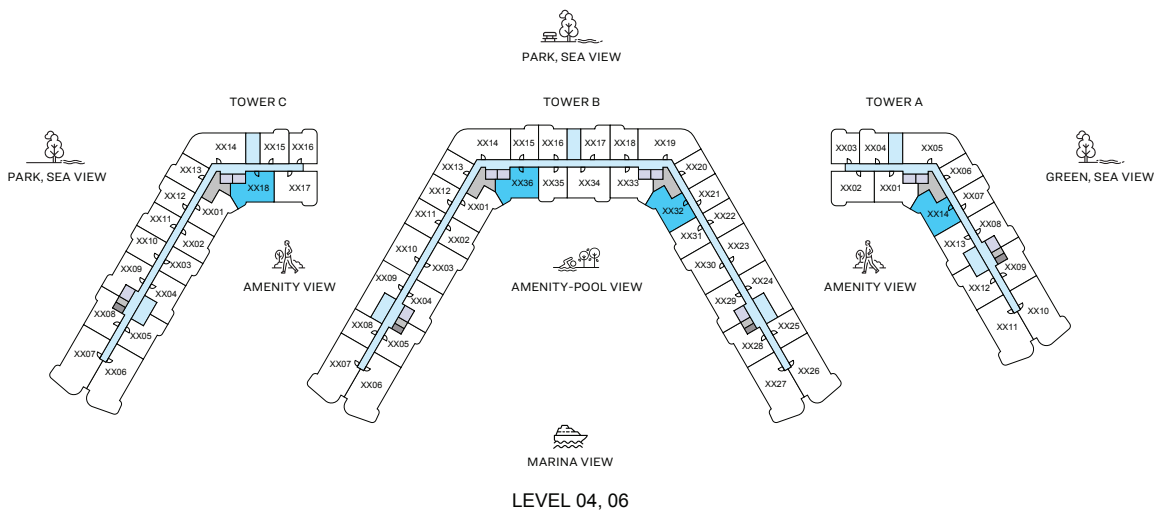 PARK, SEA VIEW
TOWER C
TOWER B
TOWER A
PARK, SEA VIEW
GREEN, SEA VIEW
XX14
XX15
XX16
XX13
XX18
XX17
XX12
XX01
XX11
XX02
XX10
XX03
XX09
XX04
XX08
XX05
XX07
XX06
XX14
XX15
XX16
XX17
XX18
XX19
XX13
XX20
XX36
XX35
XX34
XX33
XX12
XX21
XX01
XX32
XX11
XX22
XX02
XX31
XX10
XX23
XX03
XX30
XX09
XX24
XX04
XX29
XX08
XX25
XX05
XX28
XX07
XX26
XX06
XX27
XX03
XX04
XX05
XX06
XX02
XX01
XX07
XX14
XX08
XX13
XX09
XX12
XX10
XX11
AMENITY VIEW
AMENITY-POOL VIEW
AMENITY VIEW
MARINA VIEW
LEVEL 04, 06